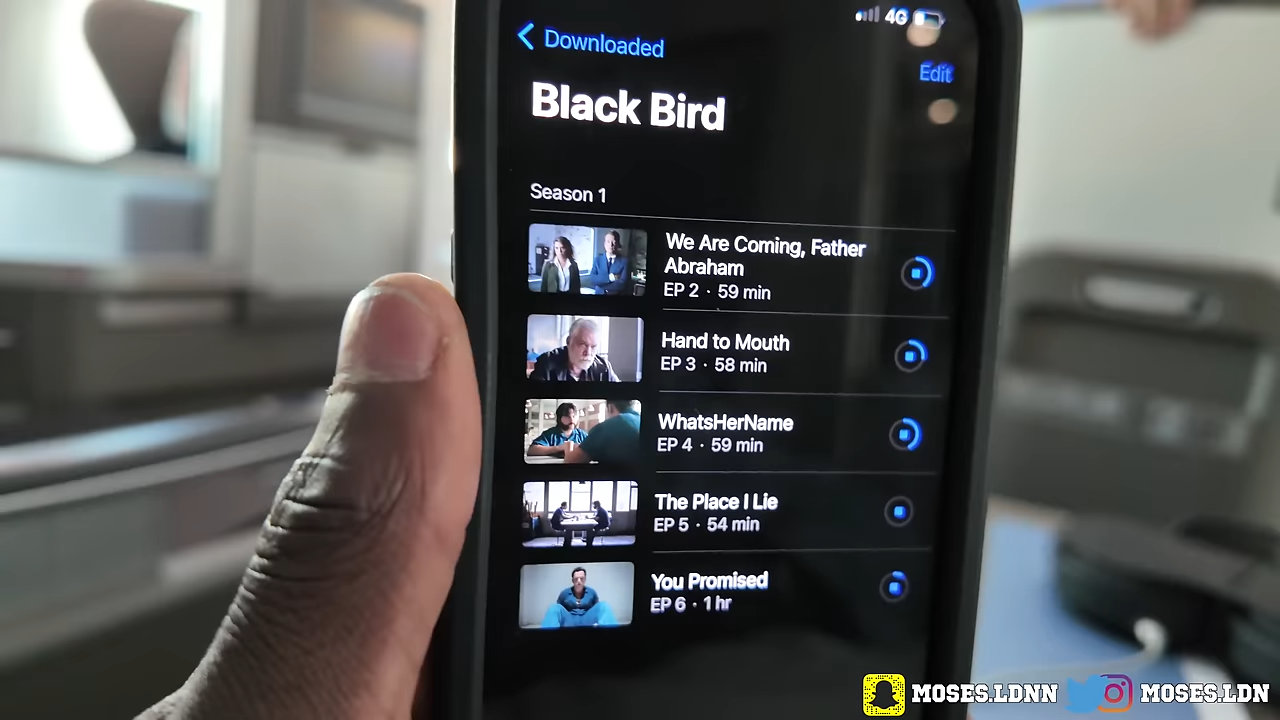 4G
Downloaded
Edit
Black Bird
Season 1
We Are Coming, Father
Abraham
EP 2 · 59 min
Hand to Mouth
EP 3 · 58 min
WhatsHerName
EP 4 · 59 min
The Place I Lie
EP 5 · 54 min
You Promised
EP 6 · 1 hr
MOSES.LDNN MOSES.LDN